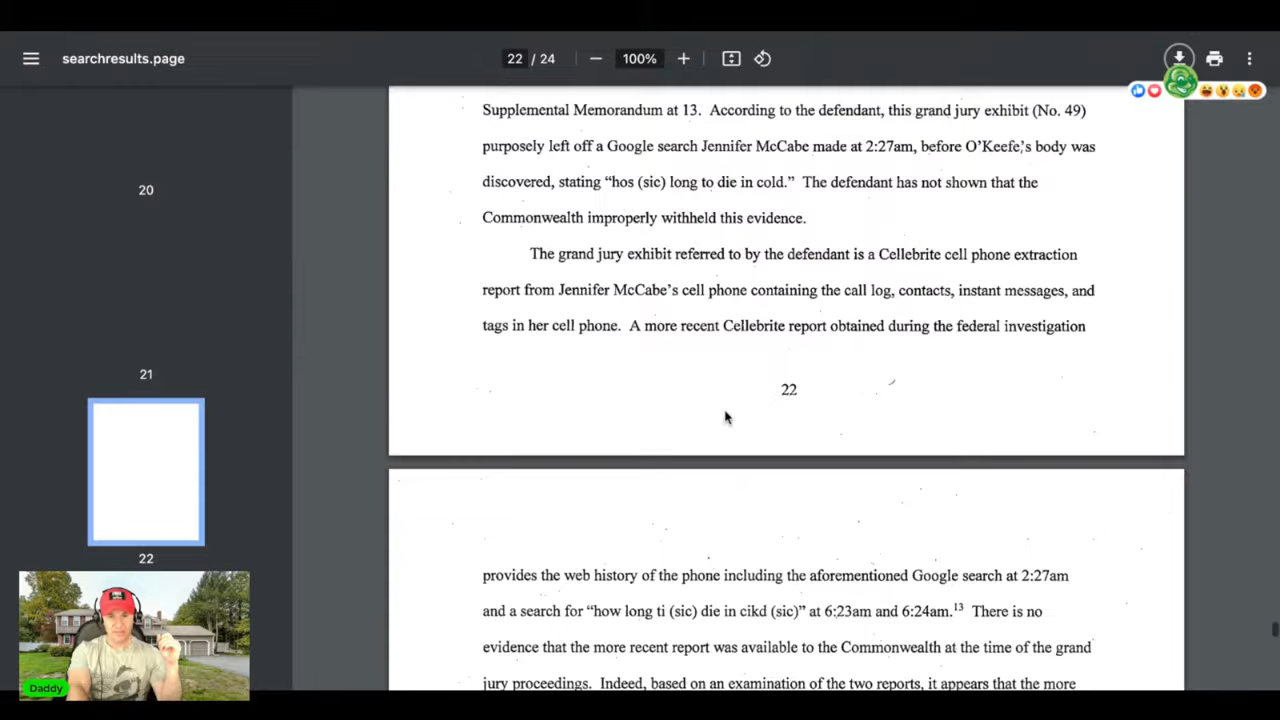 searchresults.page
22 / 24
100%
20
21
22
Supplemental Memorandum at 13. According to the defendant, this grand jury exhibit (No. 49)
purposely left off a Google search Jennifer McCabe made at 2:27am, before O'Keefe's body was
discovered, stating “hos (sic) long to die in cold.” The defendant has not shown that the
Commonwealth improperly withheld this evidence.
The grand jury exhibit referred to by the defendant is a Cellebrite cell phone extraction
report from Jennifer McCabe's cell phone containing the call log, contacts, instant messages, and
tags in her cell phone. A more recent Cellebrite report obtained during the federal investigation
22
provides the web history of the phone including the aforementioned Google search at 2:27am
and a search for “how long ti (sic) die in cikd (sic)” at 6:23am and 6:24am.13 There is no
evidence that the more recent report was available to the Commonwealth at the time of the grand
jury proceedings. Indeed, based on an examination of the two reports, it appears that the more
Daddy